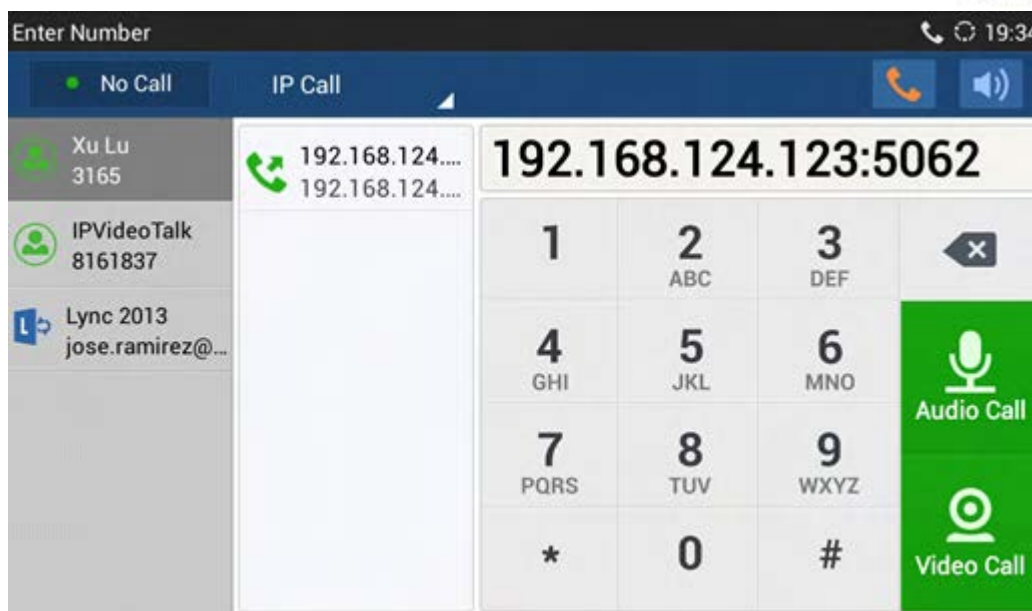 Enter Number
19:34
No Call
IP Call
Xu Lu
3165
IPVideoTalk
8161837
Lync 2013
jose.ramirez@...
192.168.124....
192.168.124....
192.168.124.123:5062
1
2
ABC
3
DEF
4
GHI
5
JKL
6
MNO
7
PQRS
8
TUV
9
WXYZ
*
0
#
Audio Call
Video Call